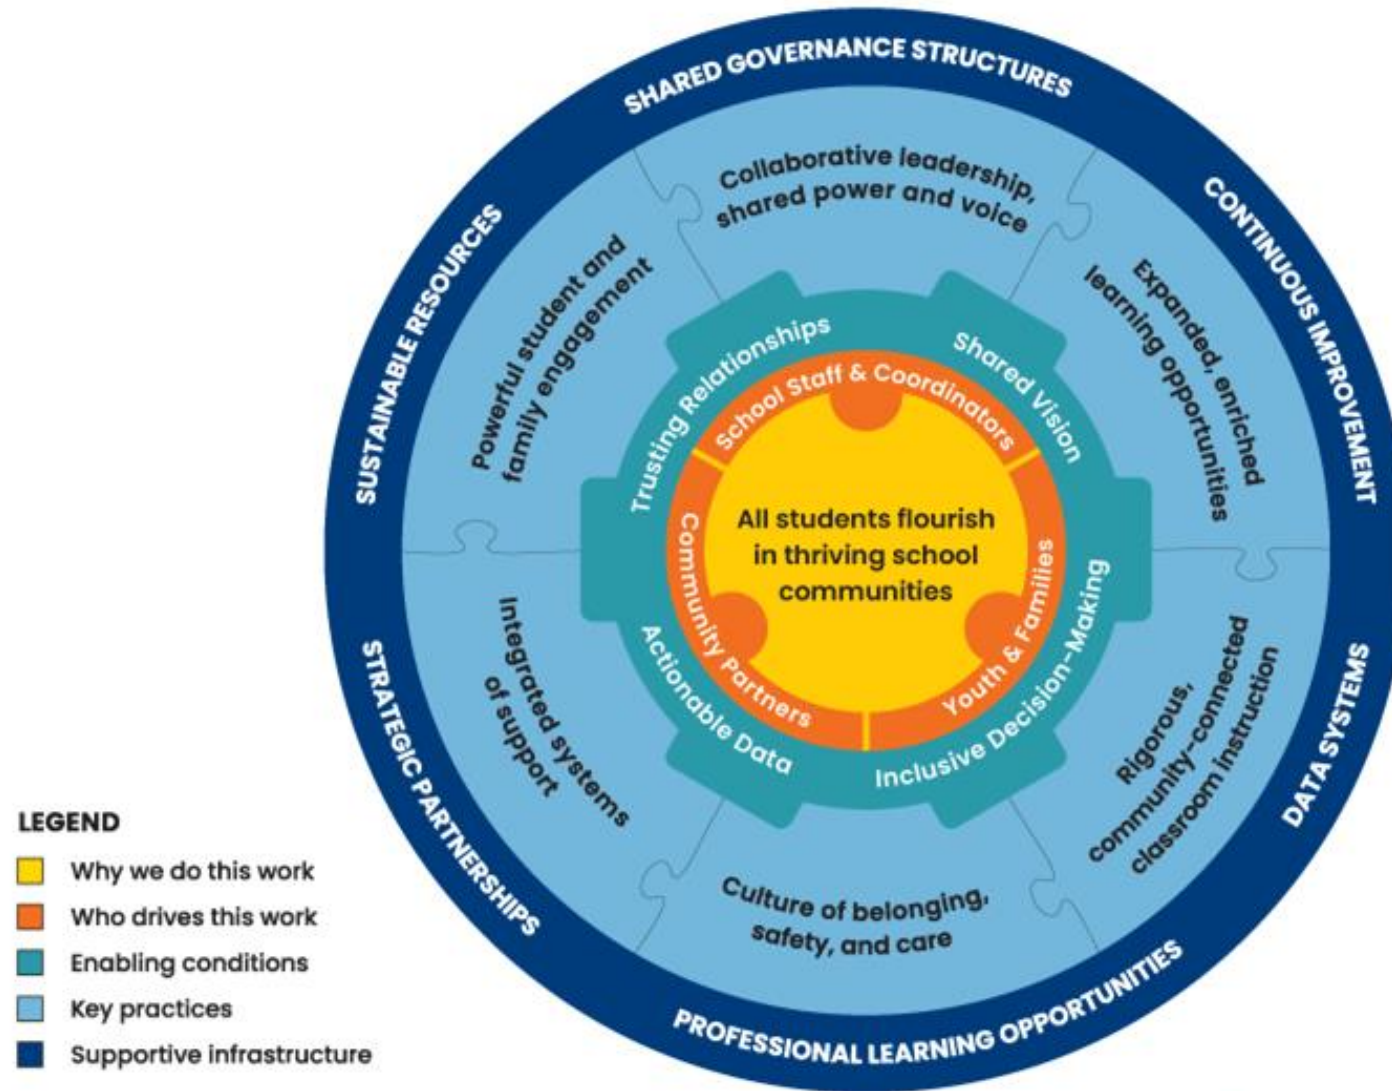 SHARED GOVERNANCE STRUCTURES
CONTINUOUS IMPROVEMENT
DATA SYSTEMS
PROFESSIONAL LEARNING OPPORTUNITIES
STRATEGIC PARTNERSHIPS
SUSTAINABLE RESOURCES
Collaborative leadership,
shared power and voice
Expanded, enriched
learning opportunities
Rigorous,
community-connected
classroom instruction
Culture of belonging,
safety, and care
Integrated systems
of support
Powerful student and
family engagement
Trusting Relationships
Shared Vision
Inclusive Decision-Making
Actionable Data
School Staff & Coordinators
Youth & Families
Community Partners
All students flourish
in thriving school
communities
LEGEND
Why we do this work
Who drives this work
Enabling conditions
Key practices
Supportive infrastructure